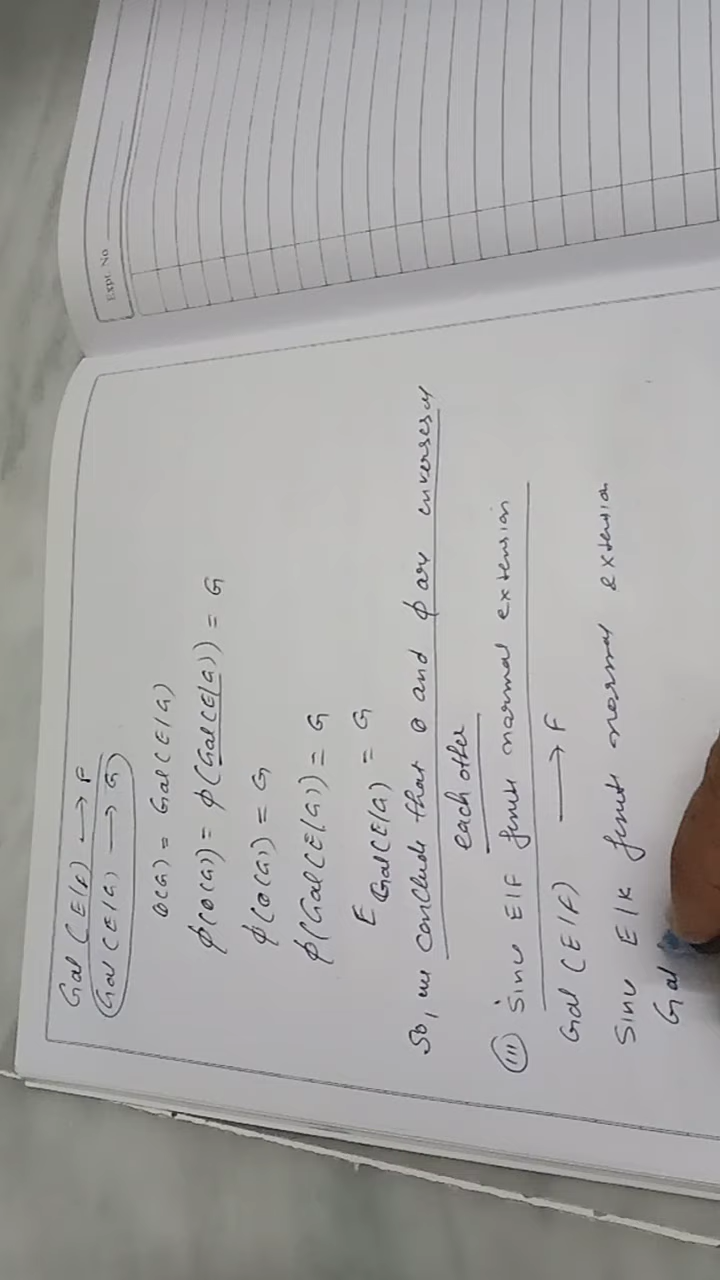 Expt. No
Gal (E/F) → F
Gal (E/G) → G
θ(G) = Gal (E/G)
ϕ(θ(G)) = ϕ(Gal(E/G)) = G
ϕ(θ(G)) = G
ϕ(Gal(E/G)) = G
E Gal(E/G) = G
So, we conclude that θ and ϕ are inverses of
each other
(iii) Since E/F finite normal extension
Gal (E/F) → F
Since E/K finite normal extension
Gal